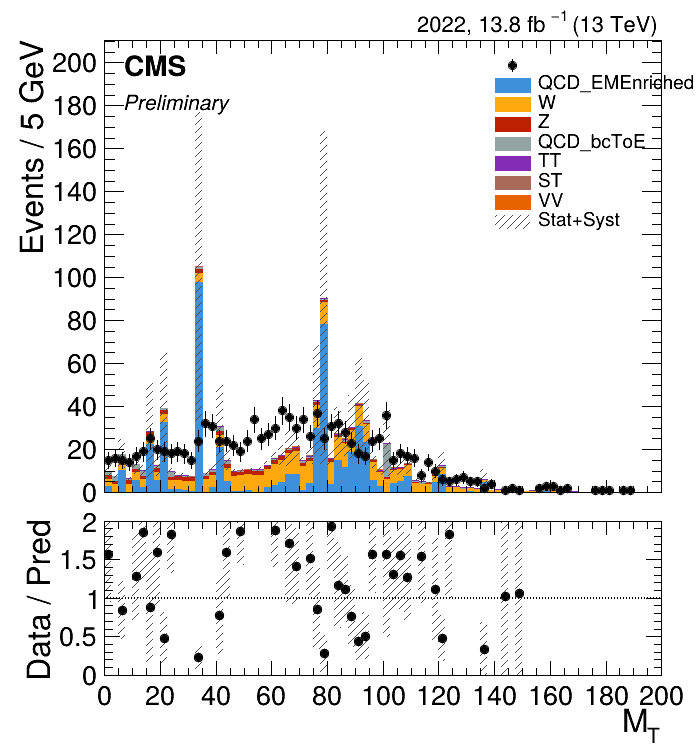 2022, 13.8 fb⁻¹ (13 TeV)
Events / 5 GeV
CMS
Preliminary
200
180
160
140
120
100
80
60
40
20
0
QCD_EMEnriched
W
Z
QCD_bcToE
TT
ST
VV
Stat+Syst
Data / Pred
2
1.5
1
0.5
0
0 20 40 60 80 100 120 140 160 180 200
M_T